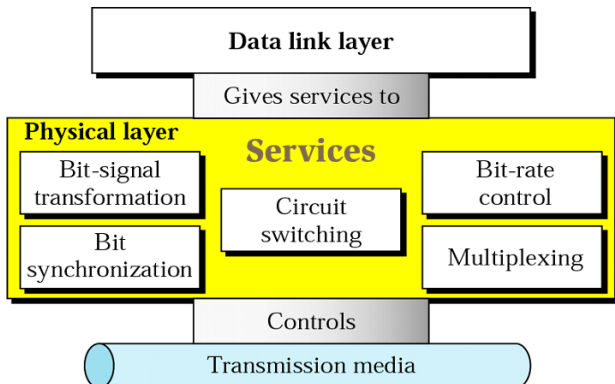 Data link layer
Gives services to
Physical layer
Services
Bit-signal
transformation
Bit-rate
control
Circuit
switching
Bit
synchronization
Multiplexing
Controls
Transmission media